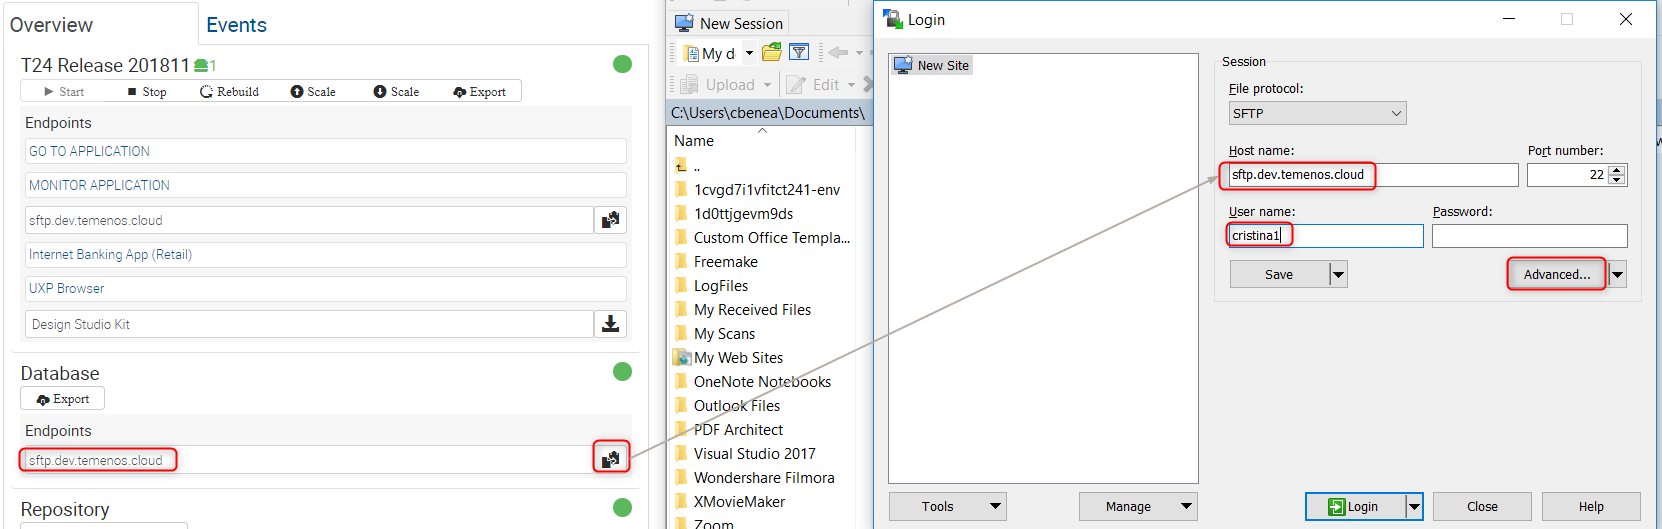 Overview
Events
T24 Release 201811 1
Start Stop Rebuild Scale Scale Export
Endpoints
GO TO APPLICATION
MONITOR APPLICATION
sftp.dev.temenos.cloud
Internet Banking App (Retail)
UXP Browser
Design Studio Kit
Database
Export
Endpoints
sftp.dev.temenos.cloud
Repository
New Session
My d
Upload Edit
C:\Users\cbenea\Documents\
Name
..
1cvgd7i1vfitct241-env
1d0ttjgevm9ds
Custom Office Templa...
Freemake
LogFiles
My Received Files
My Scans
My Web Sites
OneNote Notebooks
Outlook Files
PDF Architect
Visual Studio 2017
Wondershare Filmora
XMovieMaker
Zoom
Login
New Site
Session
File protocol:
SFTP
Host name: Port number:
sftp.dev.temenos.cloud 22
User name: Password:
cristina1
Save Advanced...
Tools Manage Login Close Help